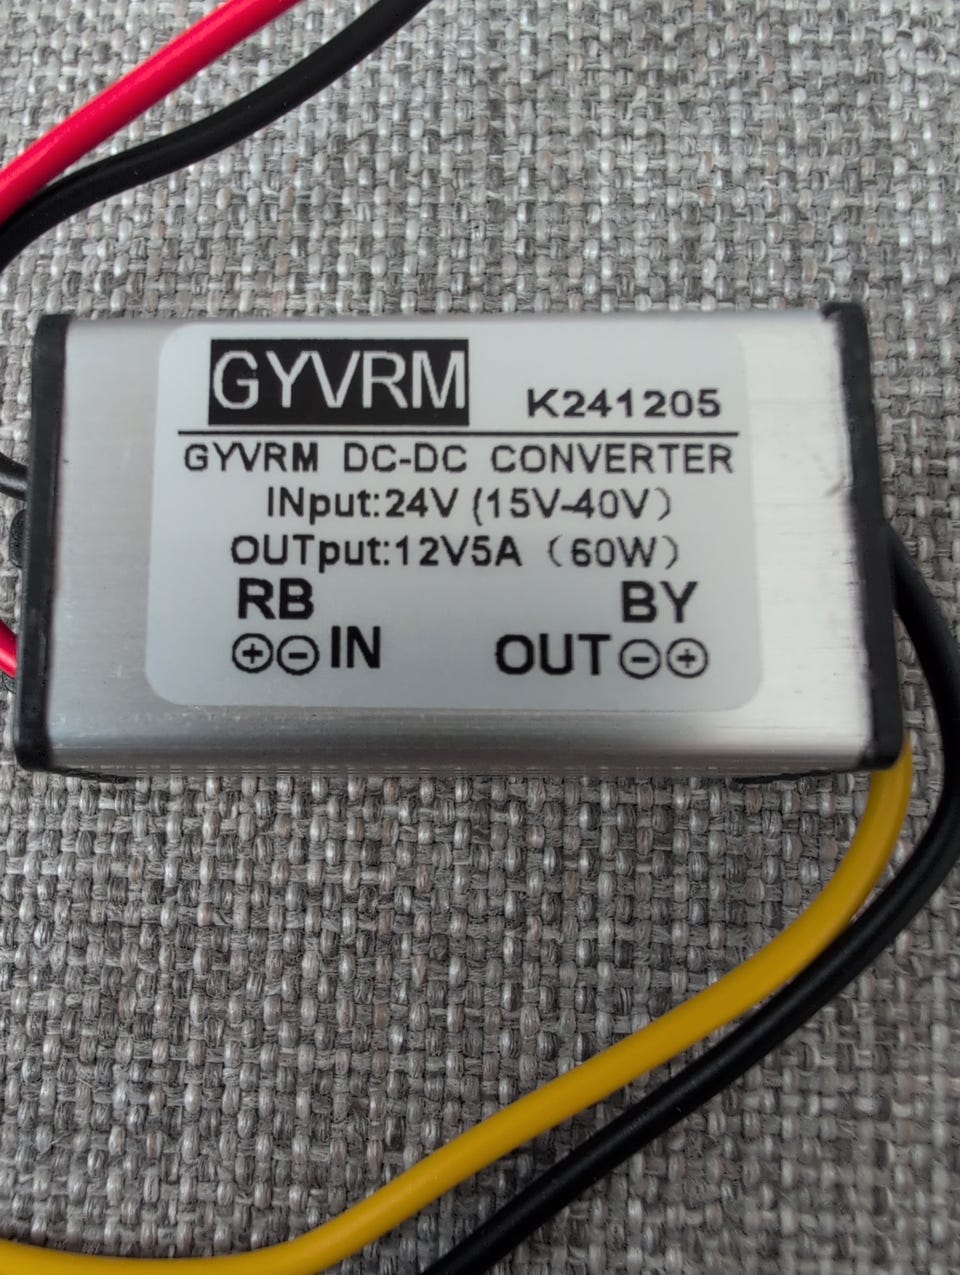 GYVRM K241205
GYVRM DC-DC CONVERTER
INput:24V (15V-40V)
OUTput:12V5A (60W)
RB BY
⊕⊖IN OUT⊖⊕